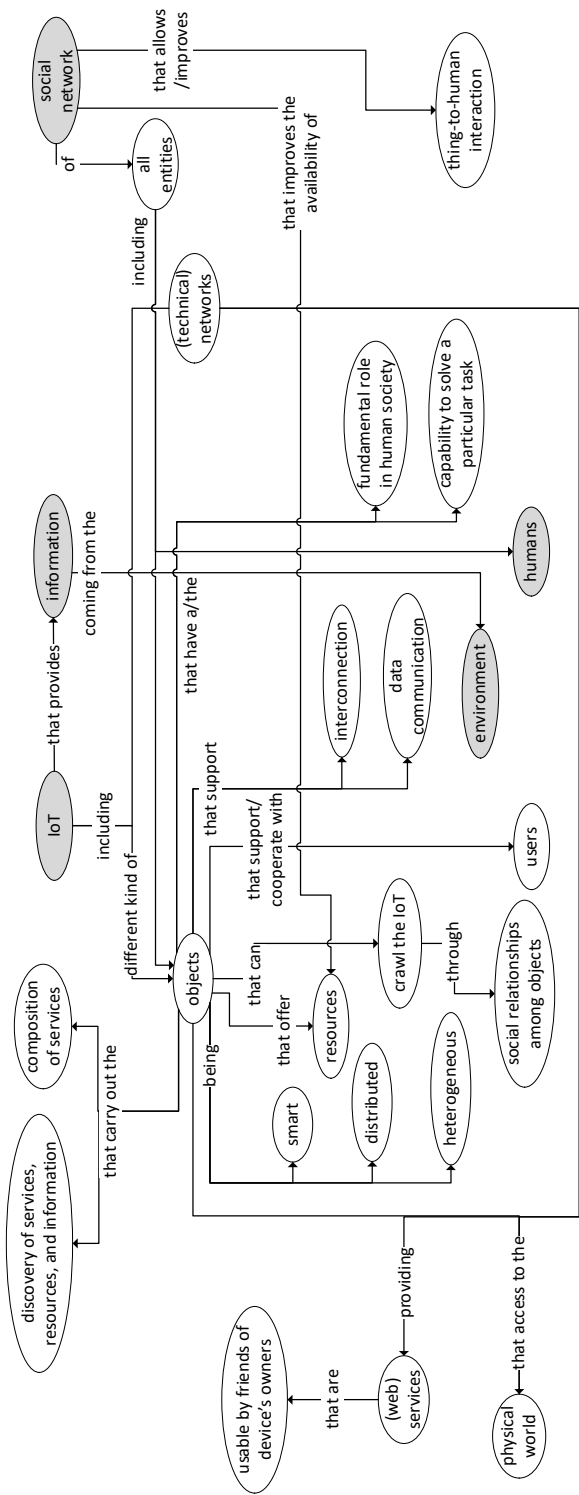 discovery of services,
resources, and information
composition
of services
that carry out the
IoT
that provides
information
coming from the
including
different kind of
social
network
of
all
entities
including
that allows
/improves
that improves the
availability of
thing-to-human
interaction
(technical)
networks
objects
that have a/the
fundamental role
in human society
capability to solve a
particular task
that support
interconnection
data
communication
that support/
cooperate with
users
environment
humans
that can
crawl the IoT
through
social relationships
among objects
that offer
resources
being
smart
distributed
heterogeneous
usable by friends of
device's owners
that are
(web)
services
providing
physical
world
that access to the